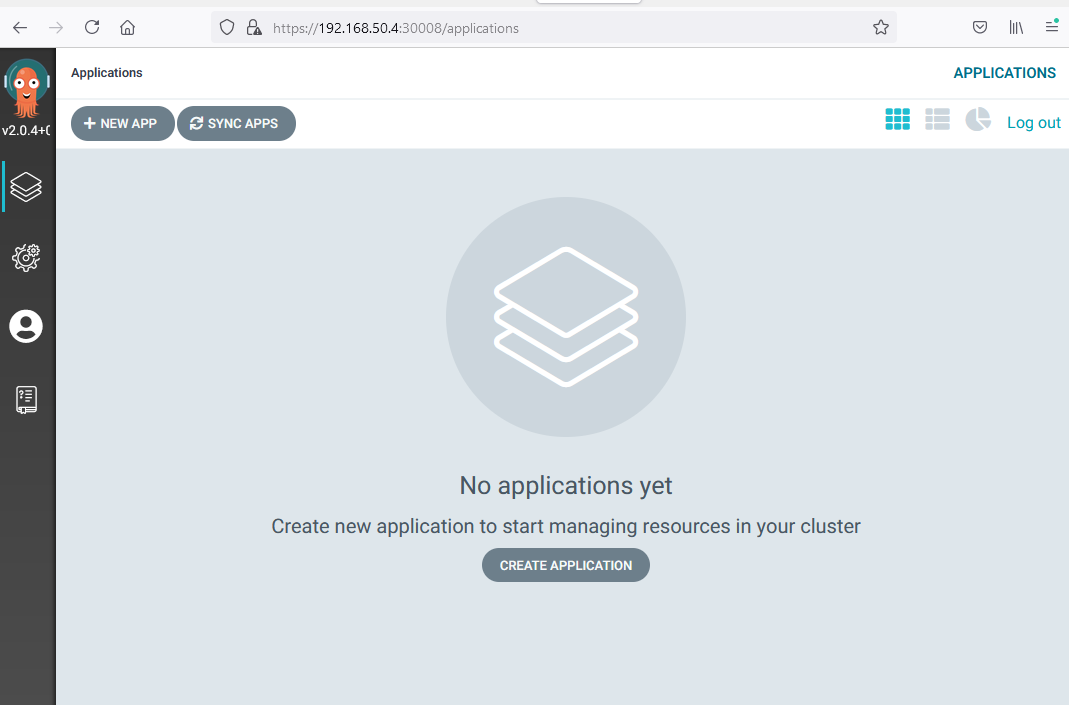 https://192.168.50.4:30008/applications
Applications
APPLICATIONS
v2.0.4+0
+ NEW APP
SYNC APPS
Log out
No applications yet
Create new application to start managing resources in your cluster
CREATE APPLICATION